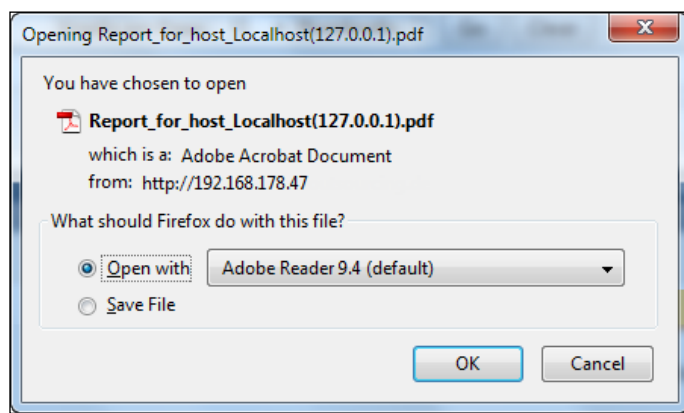 Opening Report_for_host_Localhost(127.0.0.1).pdf
You have chosen to open
Report_for_host_Localhost(127.0.0.1).pdf
which is a: Adobe Acrobat Document
from: http://192.168.178.47
What should Firefox do with this file?
Open with Adobe Reader 9.4 (default)
Save File
OK Cancel